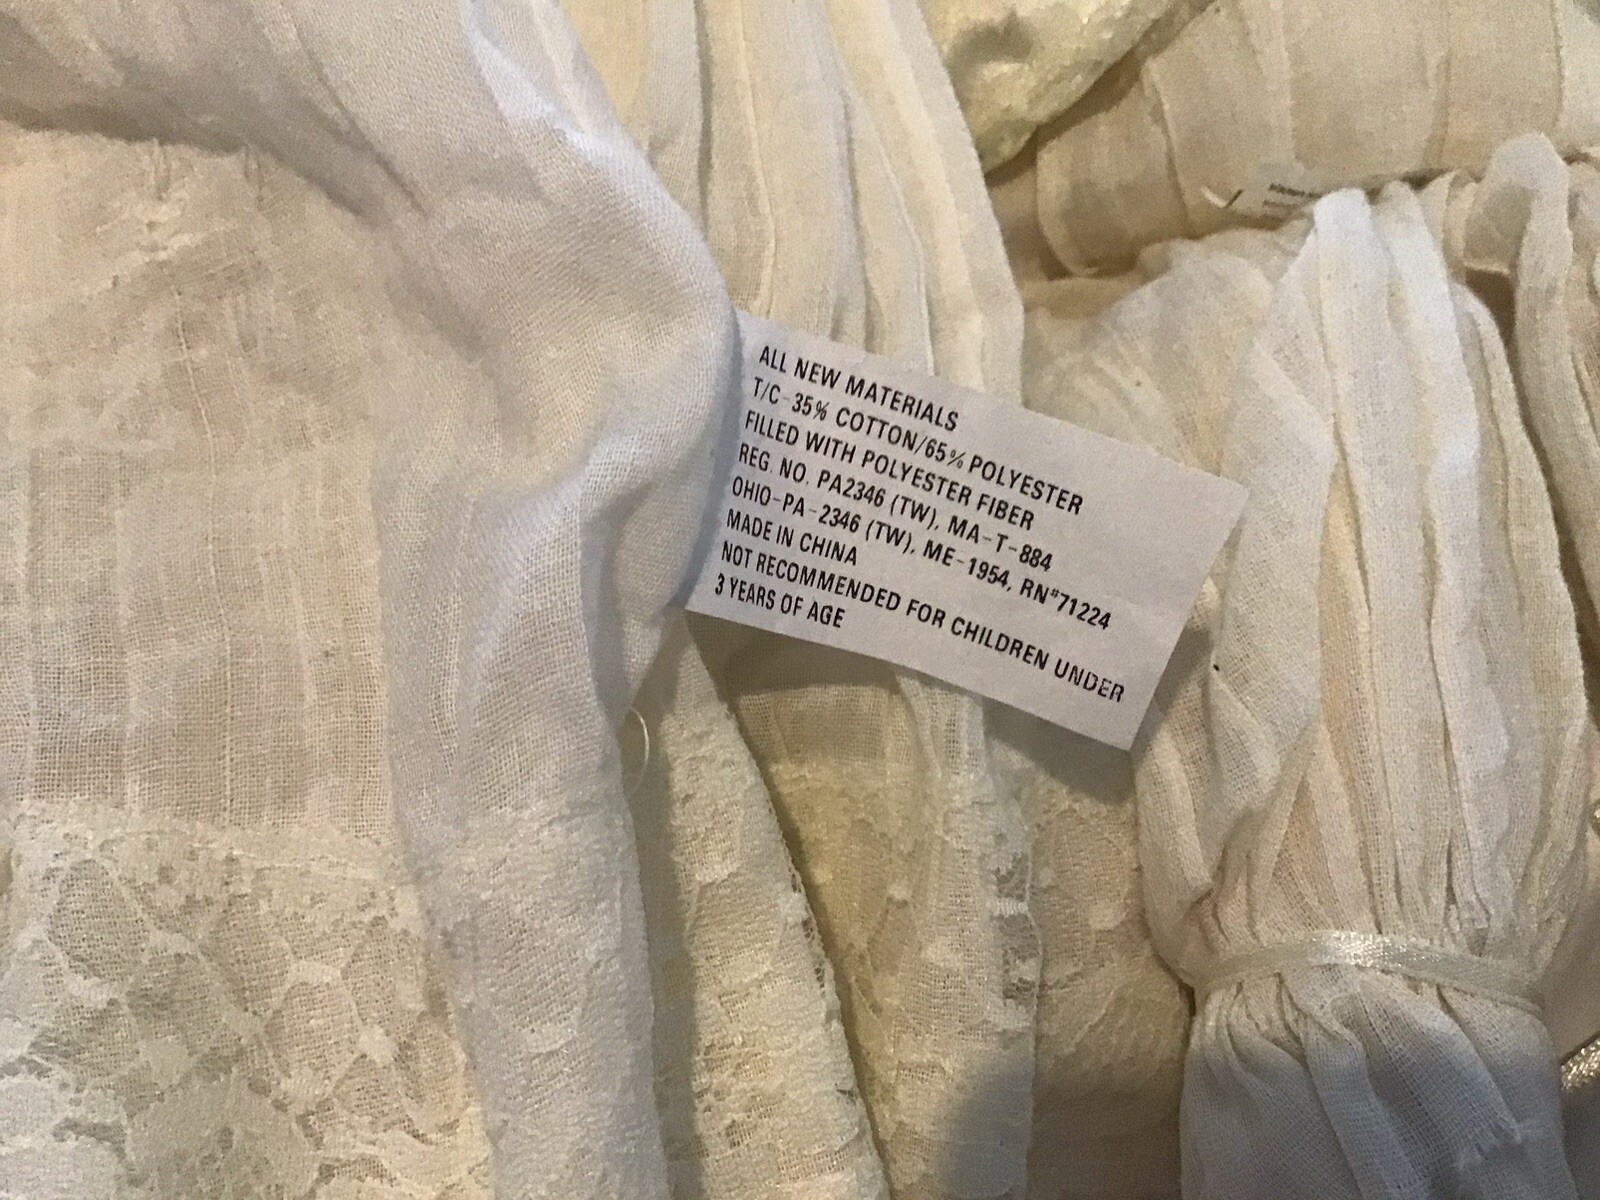 ALL NEW MATERIALS
T/C-35% COTTON/65% POLYESTER
FILLED WITH POLYESTER FIBER
REG. NO. PA2346 (TW), MA-T-884
OHIO-PA-2346 (TW), ME-1954, RN#71224
MADE IN CHINA
NOT RECOMMENDED FOR CHILDREN UNDER
3 YEARS OF AGE